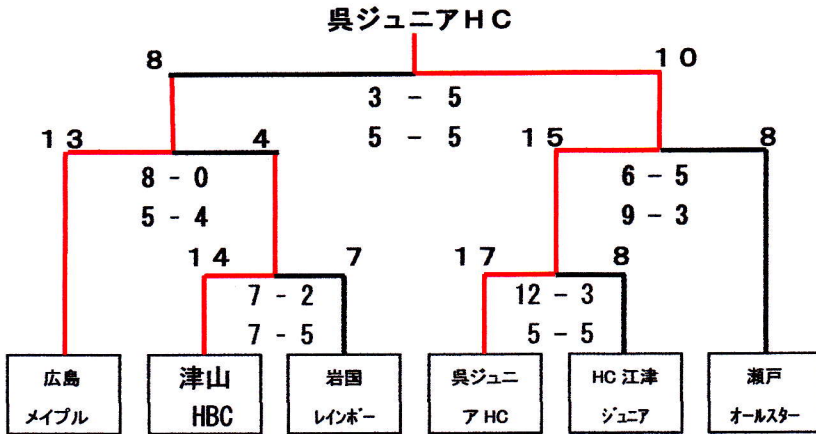 呉ジュニアHC
8 10
3 - 5
5 - 5
13 4 15 8
8 - 0 6 - 5
5 - 4 9 - 3
14 7 17 8
7 - 2 12 - 3
7 - 5 5 - 5
広島 津山 岩国 呉ジュニ HC 江津 瀬戸
メイプル HBC レインボー ア HC ジュニア オールスター